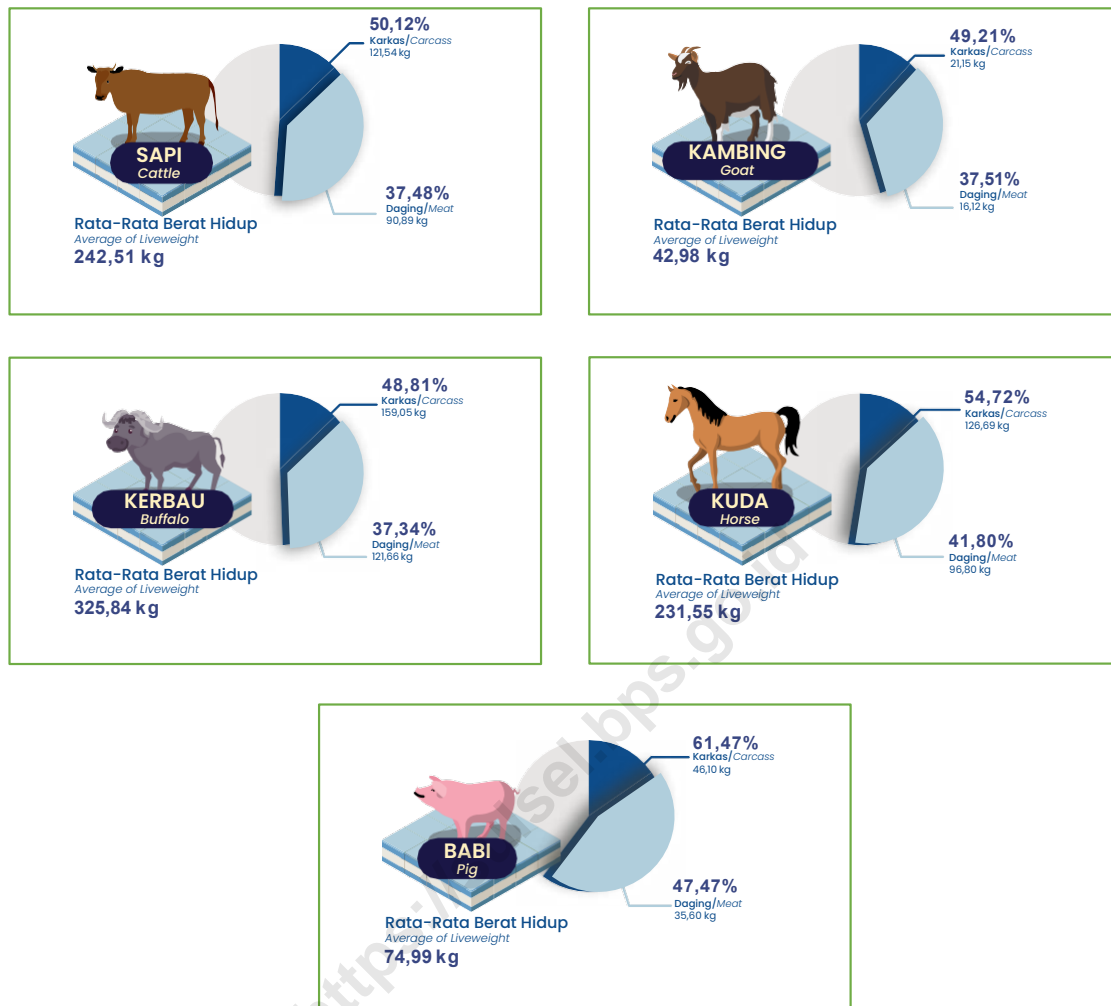 50,12%
Karkas/Carcass
121,54 kg
SAPI
Cattle
37,48%
Daging/Meat
90,89 kg
Rata-Rata Berat Hidup
Average of Liveweight
242,51 kg
49,21%
Karkas/Carcass
21,15 kg
KAMBING
Goat
37,51%
Daging/Meat
16,12 kg
Rata-Rata Berat Hidup
Average of Liveweight
42,98 kg
48,81%
Karkas/Carcass
159,05 kg
KERBAU
Buffalo
37,34%
Daging/Meat
121,66 kg
Rata-Rata Berat Hidup
Average of Liveweight
325,84 kg
54,72%
Karkas/Carcass
126,69 kg
KUDA
Horse
41,80%
Daging/Meat
96,80 kg
Rata-Rata Berat Hidup
Average of Liveweight
231,55 kg
61,47%
Karkas/Carcass
46,10 kg
BABI
Pig
47,47%
Daging/Meat
35,60 kg
Rata-Rata Berat Hidup
Average of Liveweight
74,99 kg